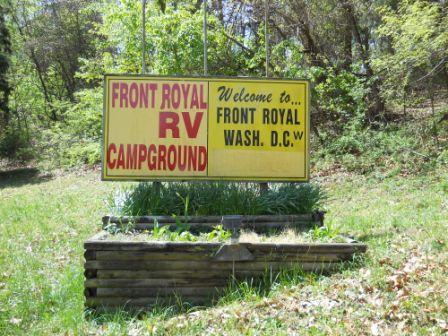 FRONT ROYAL
RV
CAMPGROUND
Welcome to...
FRONT ROYAL
WASH. D.C.W